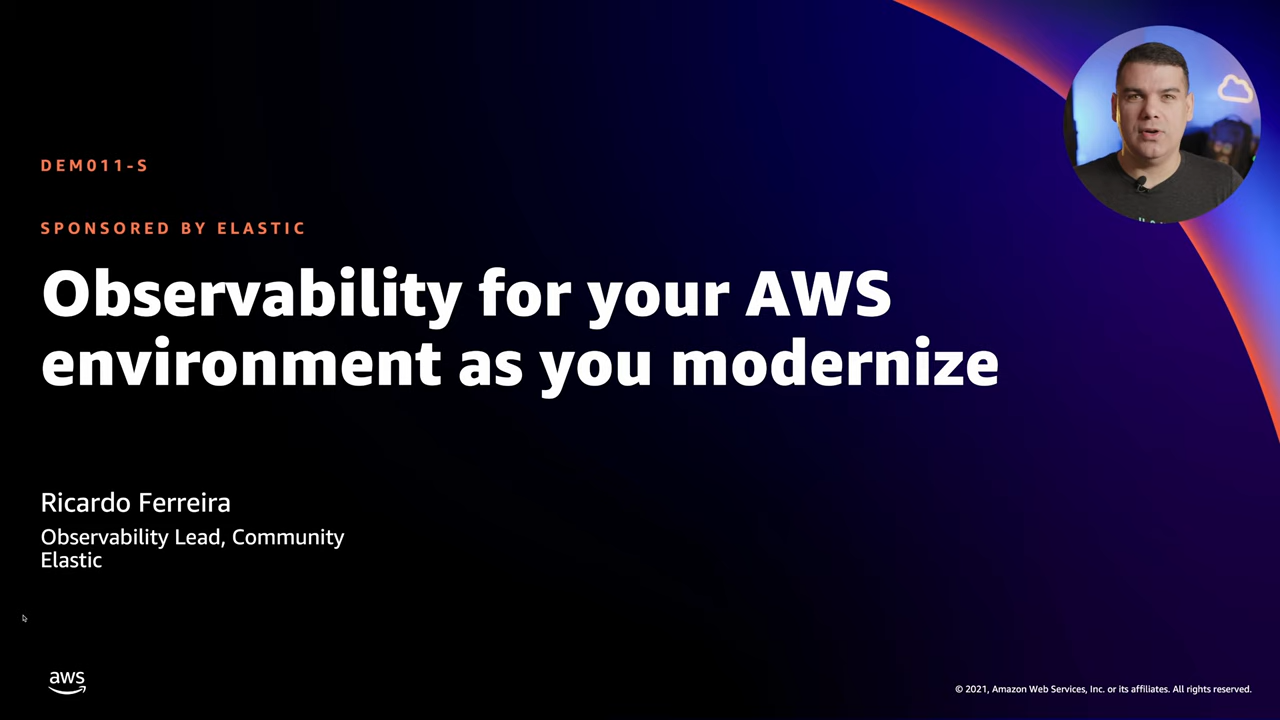 DEM011-S
SPONSORED BY ELASTIC
Observability for your AWS
environment as you modernize
Ricardo Ferreira
Observability Lead, Community
Elastic
aws
© 2021, Amazon Web Services, Inc. or its affiliates. All rights reserved.